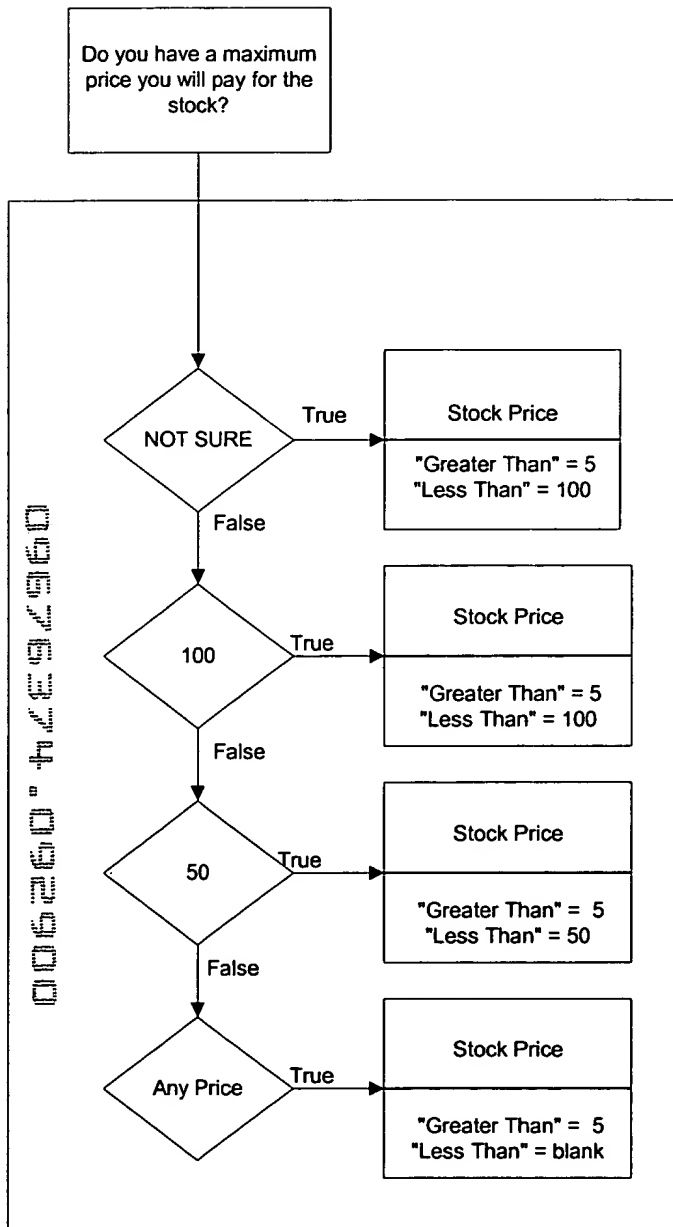 Do you have a maximum
price you will pay for the
stock?
NOT SURE
True
Stock Price
"Greater Than" = 5
"Less Than" = 100
False
100
True
Stock Price
"Greater Than" = 5
"Less Than" = 100
False
50
True
Stock Price
"Greater Than" = 5
"Less Than" = 50
False
Any Price
True
Stock Price
"Greater Than" = 5
"Less Than" = blank
09676374.092900